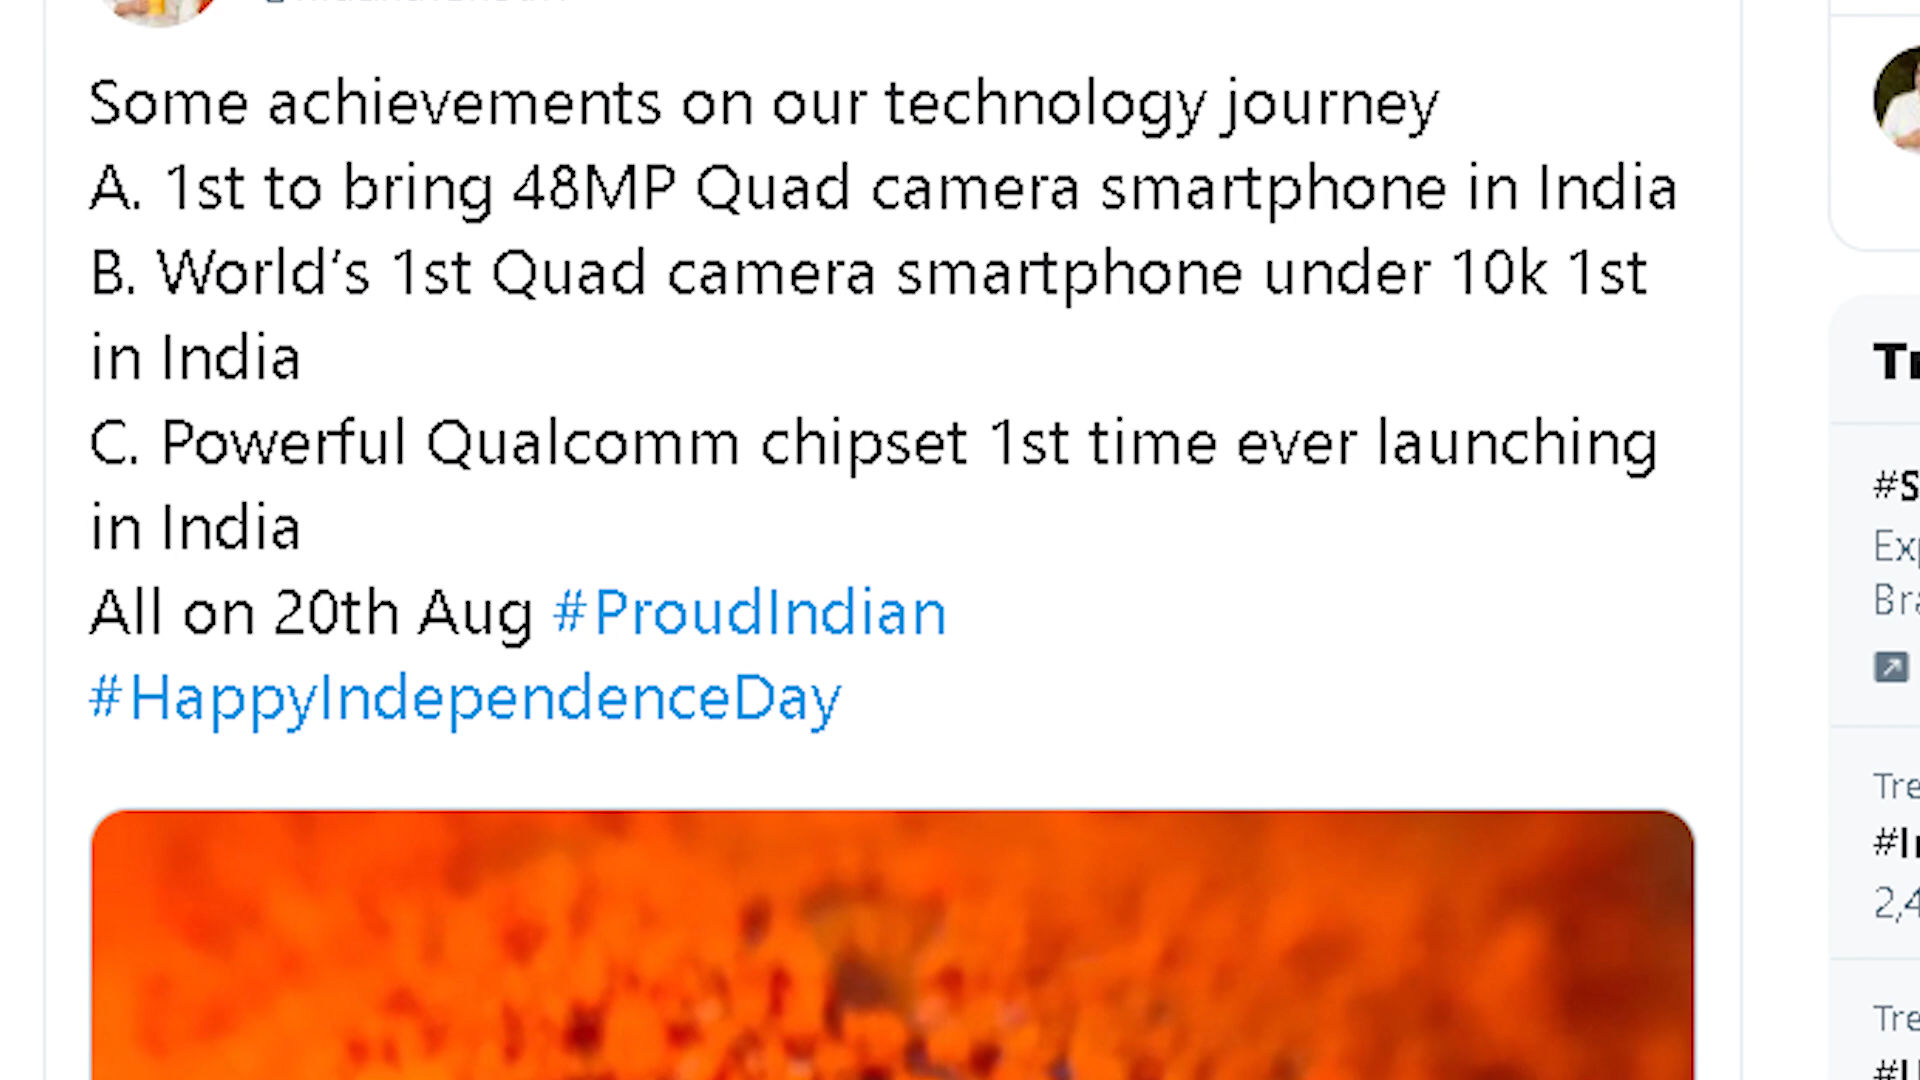 Some achievements on our technology journey
A. 1st to bring 48MP Quad camera smartphone in India
B. World’s 1st Quad camera smartphone under 10k 1st
in India
C. Powerful Qualcomm chipset 1st time ever launching
in India
All on 20th Aug #ProudIndian
#HappyIndependenceDay